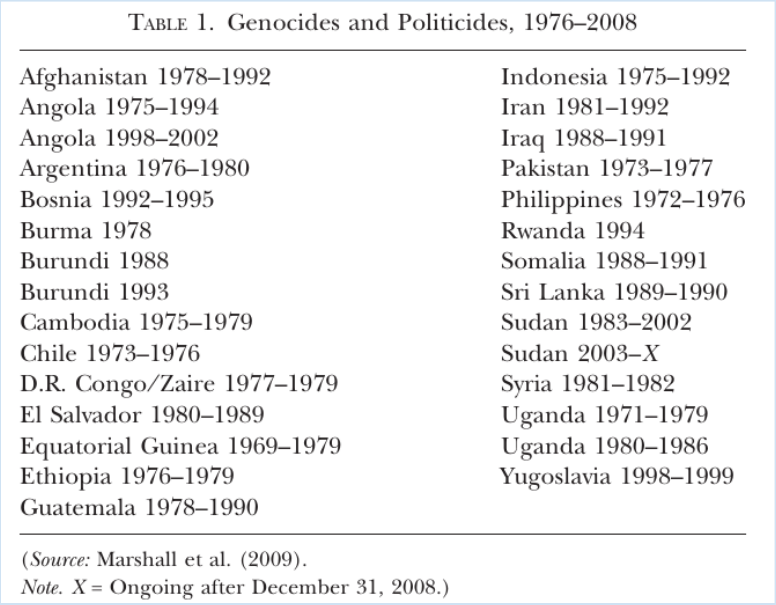 TABLE 1. Genocides and Politicides, 1976–2008
Afghanistan 1978–1992
Angola 1975–1994
Angola 1998–2002
Argentina 1976–1980
Bosnia 1992–1995
Burma 1978
Burundi 1988
Burundi 1993
Cambodia 1975–1979
Chile 1973–1976
D.R. Congo/Zaire 1977–1979
El Salvador 1980–1989
Equatorial Guinea 1969–1979
Ethiopia 1976–1979
Guatemala 1978–1990
Indonesia 1975–1992
Iran 1981–1992
Iraq 1988–1991
Pakistan 1973–1977
Philippines 1972–1976
Rwanda 1994
Somalia 1988–1991
Sri Lanka 1989–1990
Sudan 1983–2002
Sudan 2003–X
Syria 1981–1982
Uganda 1971–1979
Uganda 1980–1986
Yugoslavia 1998–1999
(Source: Marshall et al. (2009).
Note. X = Ongoing after December 31, 2008.)